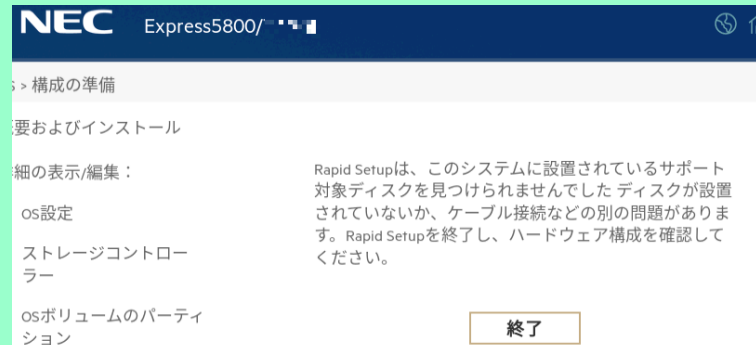 NEC Express5800/
> 構成の準備
要およびインストール
細の表示/編集：
OS設定
ストレージコントロー
ラー
OSボリュームのパーティ
ション
Rapid Setupは、このシステムに設置されているサポート
対象ディスクを見つけられませんでした ディスクが設置
されていないか、ケーブル接続などの別の問題がありま
す。Rapid Setupを終了し、ハードウェア構成を確認して
ください。
終了